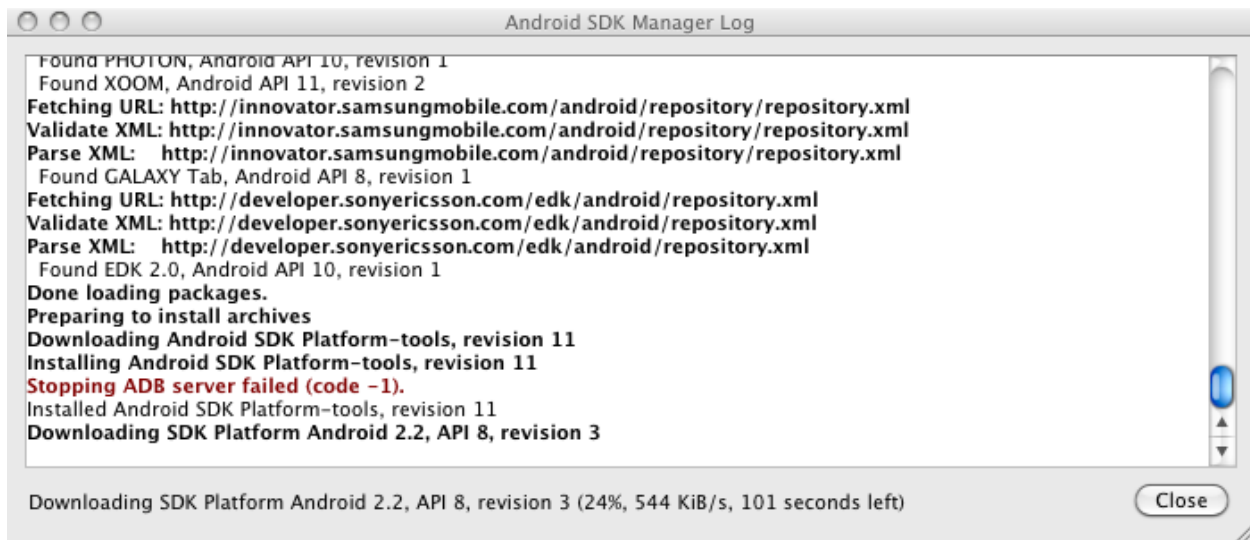 Android SDK Manager Log
Found PHOTON, Android API 10, revision 1
Found XOOM, Android API 11, revision 2
Fetching URL: http://innovator.samsungmobile.com/android/repository/repository.xml
Validate XML: http://innovator.samsungmobile.com/android/repository/repository.xml
Parse XML: http://innovator.samsungmobile.com/android/repository/repository.xml
Found GALAXY Tab, Android API 8, revision 1
Fetching URL: http://developer.sonyericsson.com/edk/android/repository.xml
Validate XML: http://developer.sonyericsson.com/edk/android/repository.xml
Parse XML: http://developer.sonyericsson.com/edk/android/repository.xml
Found EDK 2.0, Android API 10, revision 1
Done loading packages.
Preparing to install archives
Downloading Android SDK Platform-tools, revision 11
Installing Android SDK Platform-tools, revision 11
Stopping ADB server failed (code -1).
Installed Android SDK Platform-tools, revision 11
Downloading SDK Platform Android 2.2, API 8, revision 3
Downloading SDK Platform Android 2.2, API 8, revision 3 (24%, 544 KiB/s, 101 seconds left)
Close